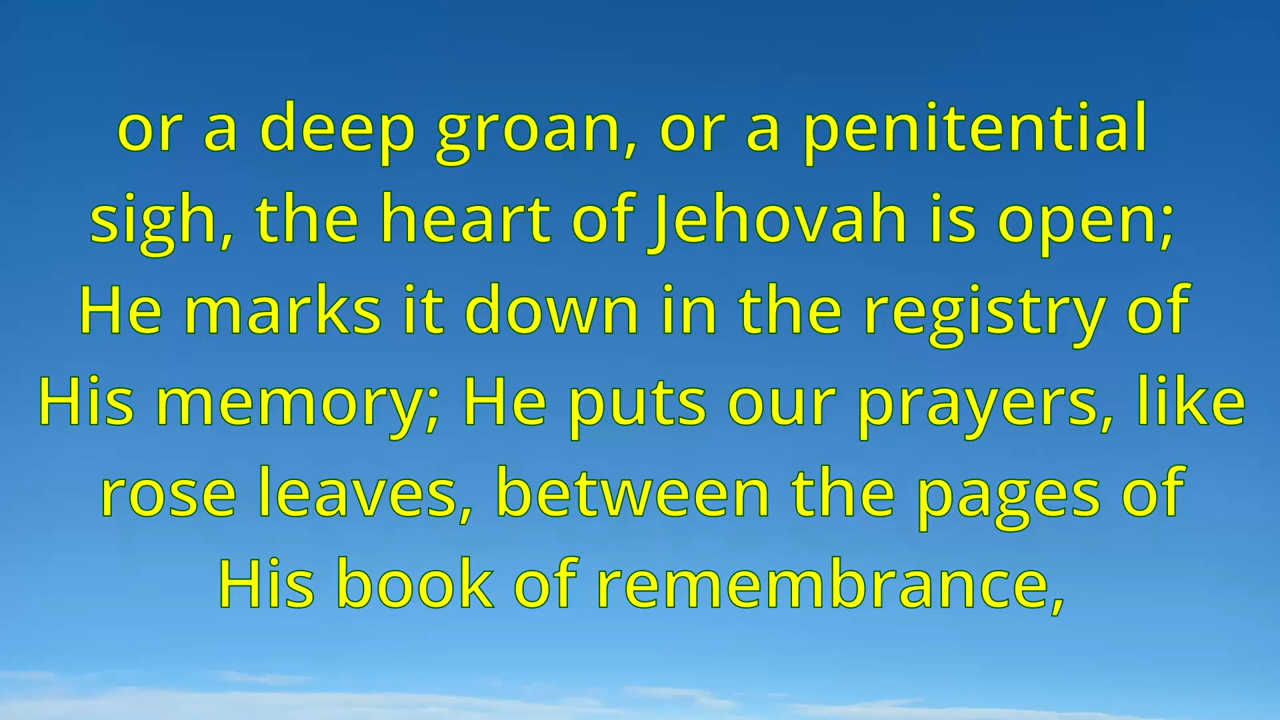 or a deep groan, or a penitential
sigh, the heart of Jehovah is open;
He marks it down in the registry of
His memory; He puts our prayers, like
rose leaves, between the pages of
His book of remembrance,